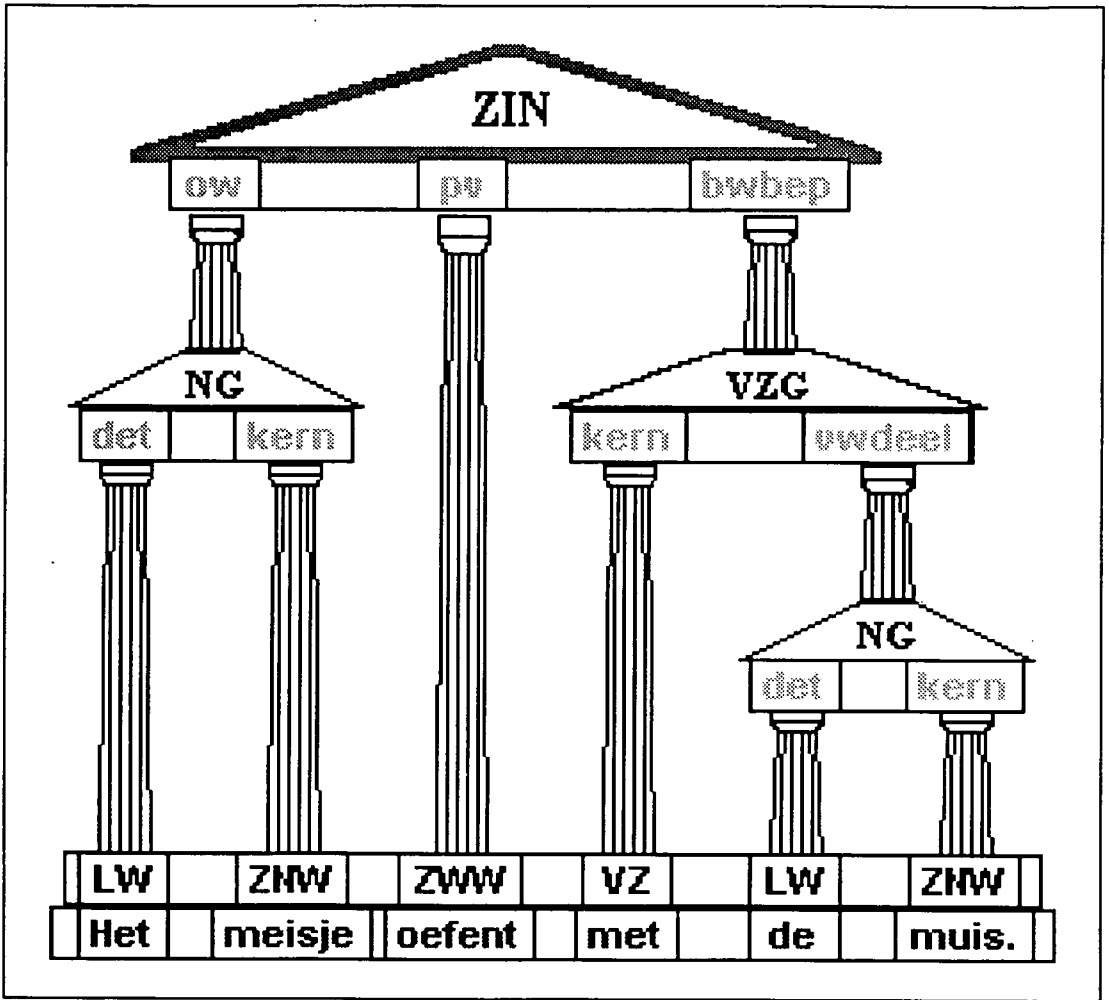 ZIN
ow pv bwbep
NG VZG
det kern kern vwdeel
NG
det kern
LW ZNW ZWW VZ LW ZNW
Het meisje oefent met de muis.